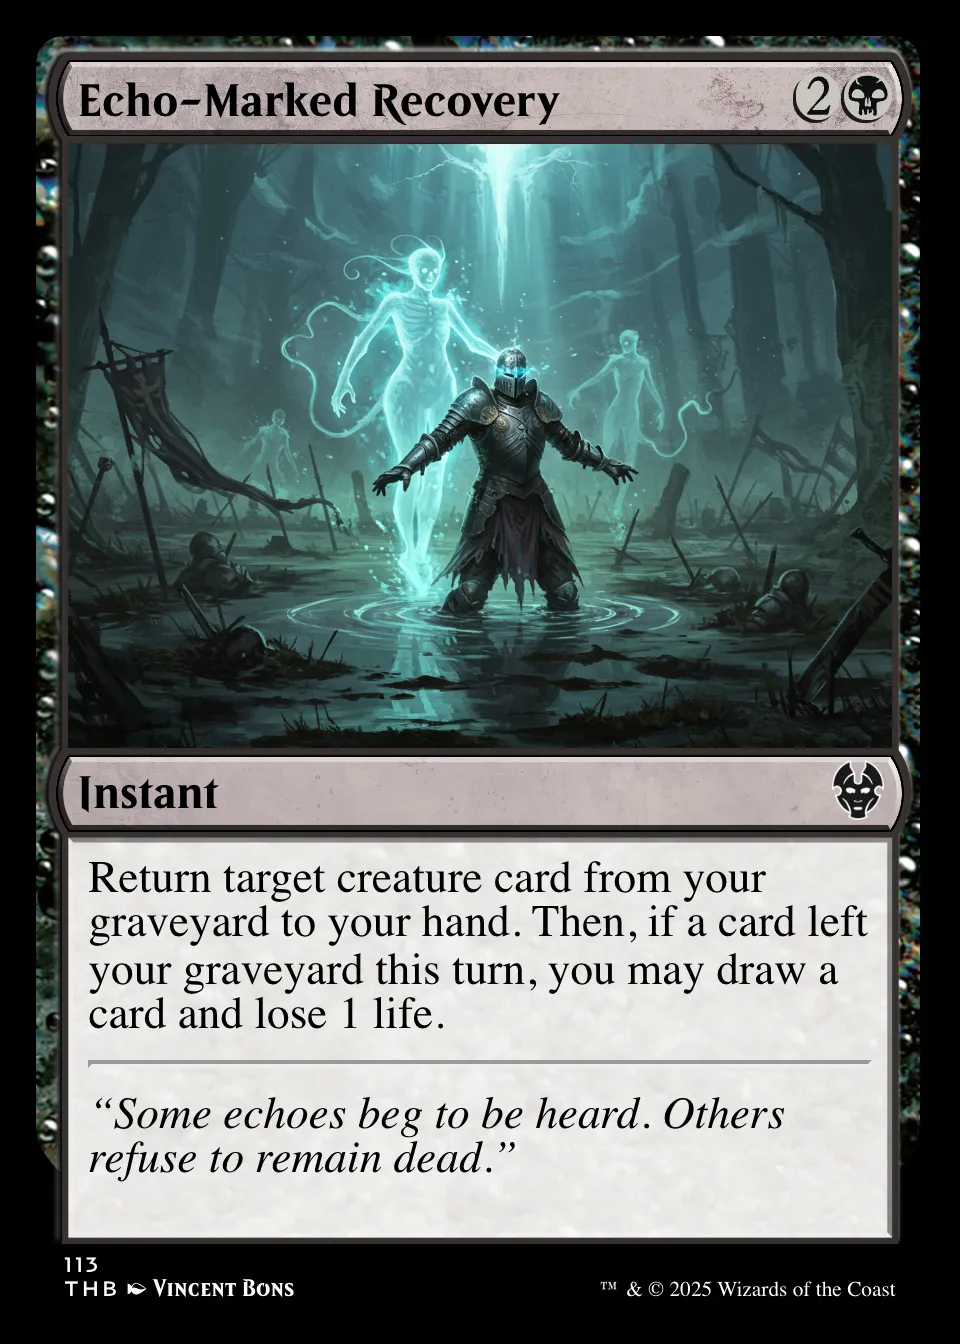 Echo-Marked Recovery 2
Instant
Return target creature card from your
graveyard to your hand. Then, if a card left
your graveyard this turn, you may draw a
card and lose 1 life.
“Some echoes beg to be heard. Others
refuse to remain dead.”
113
THB Vincent Bons
™ & © 2025 Wizards of the Coast